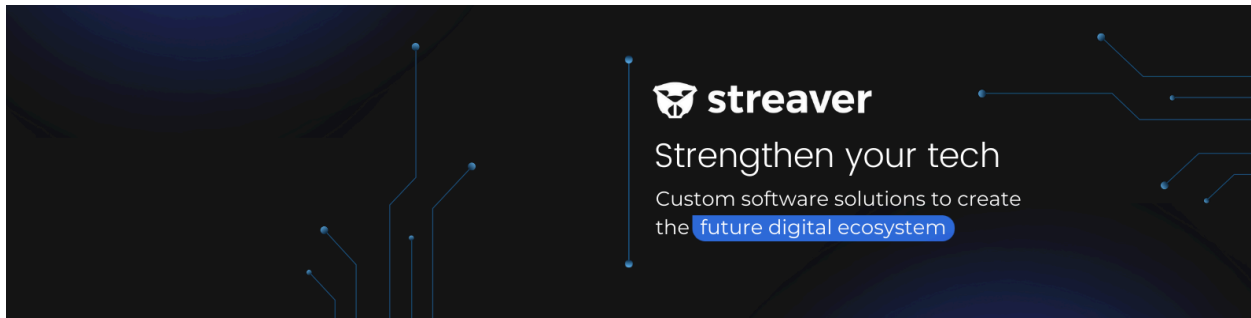 streaver
Strengthen your tech
Custom software solutions to create
the future digital ecosystem